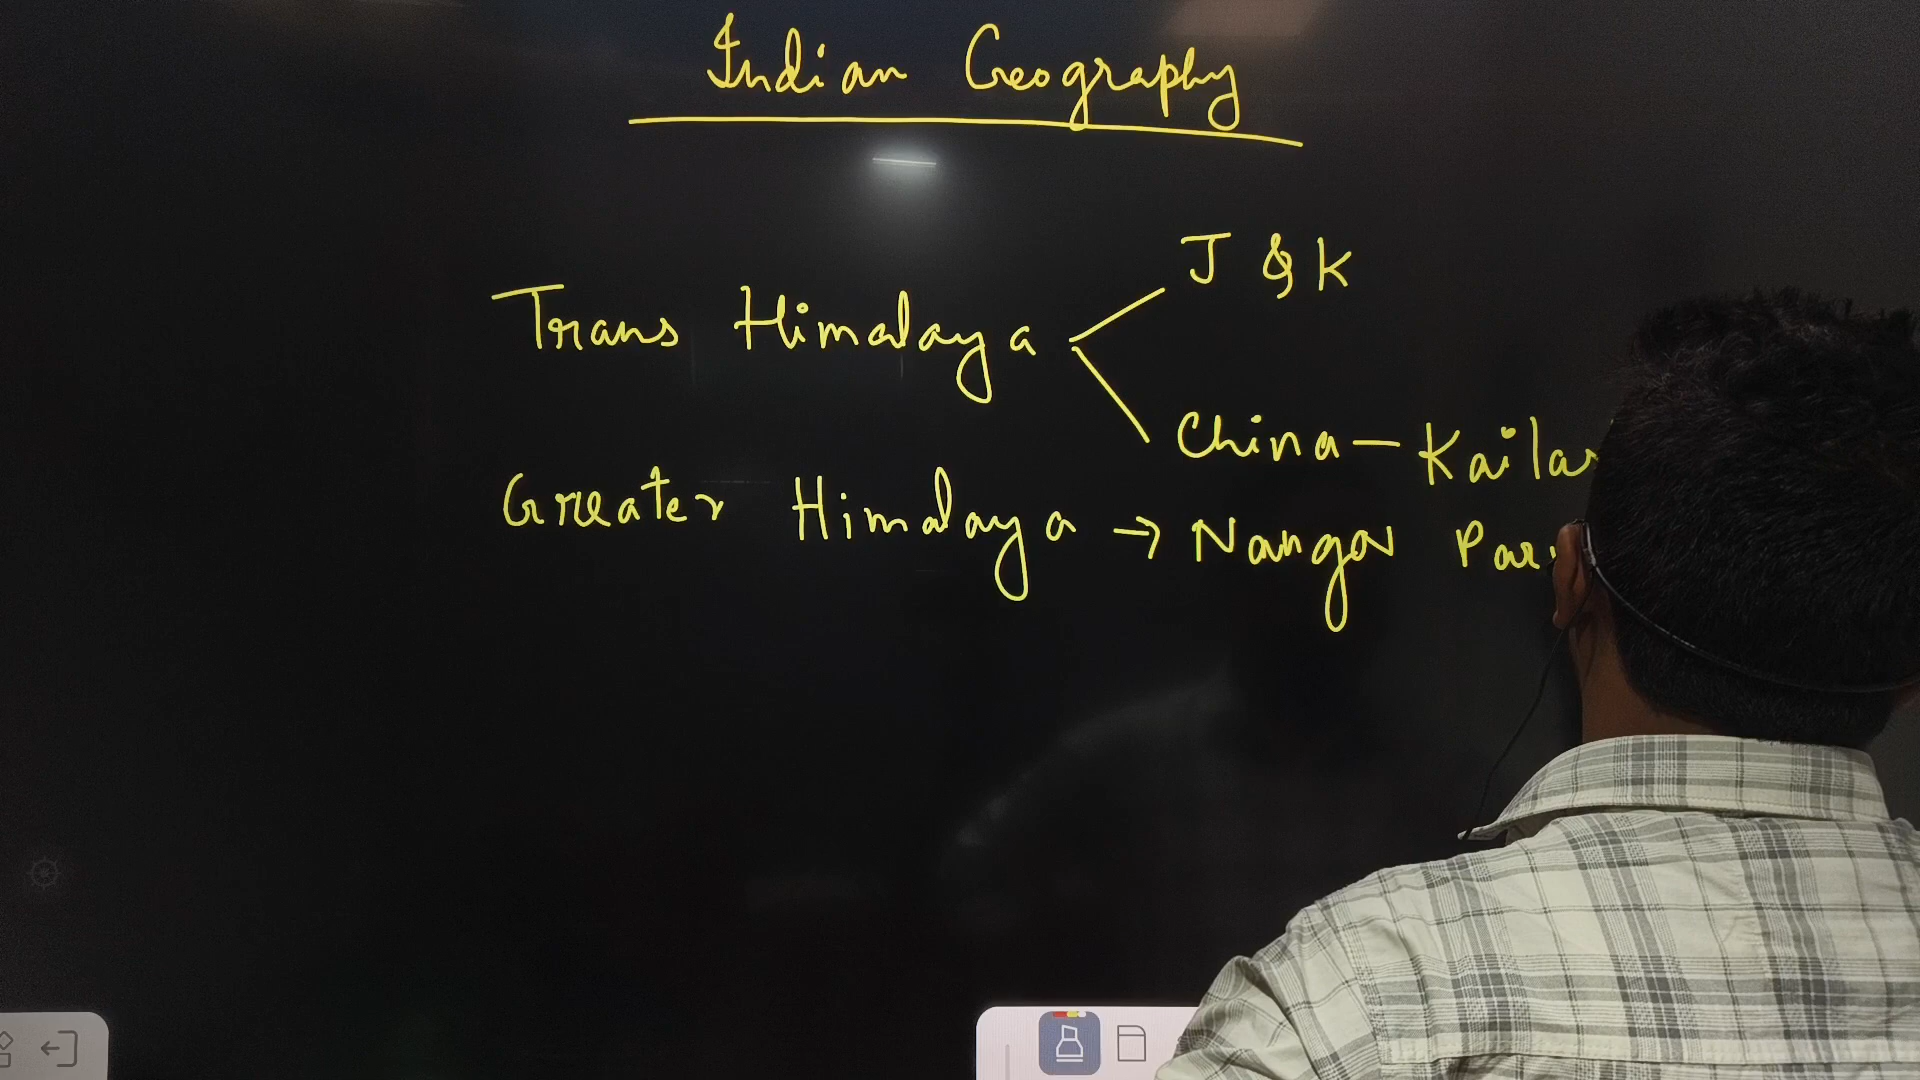 Indian Geography
J & K
Trans Himalaya
China - Kailas
Greater Himalaya → Nanga Par